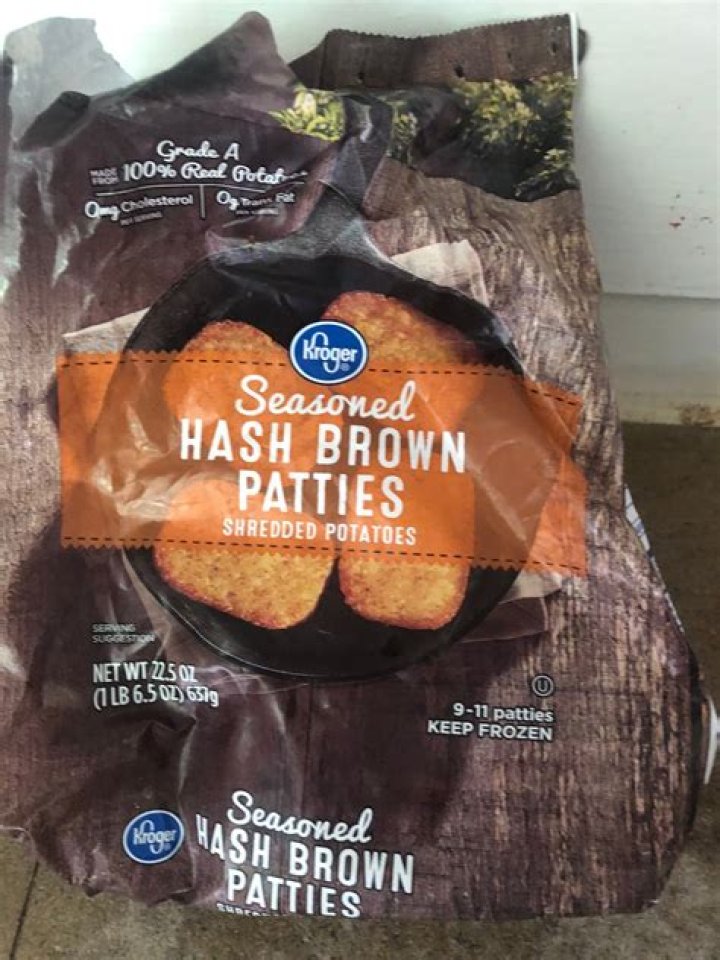 Grade A
MADE FROM 100% Real
0mg Cholesterol
0g Trans Fat
PER SERVING
Kroger
Seasoned
HASH BROWN
PATTIES
SHREDDED POTATOES
SERVING
SUGGESTION
NET WT 22.5 OZ
(1 LB 6.5 OZ) 637g
U
9-11 patties
KEEP FROZEN
Kroger
Seasoned
HASH BROWN
PATTIES